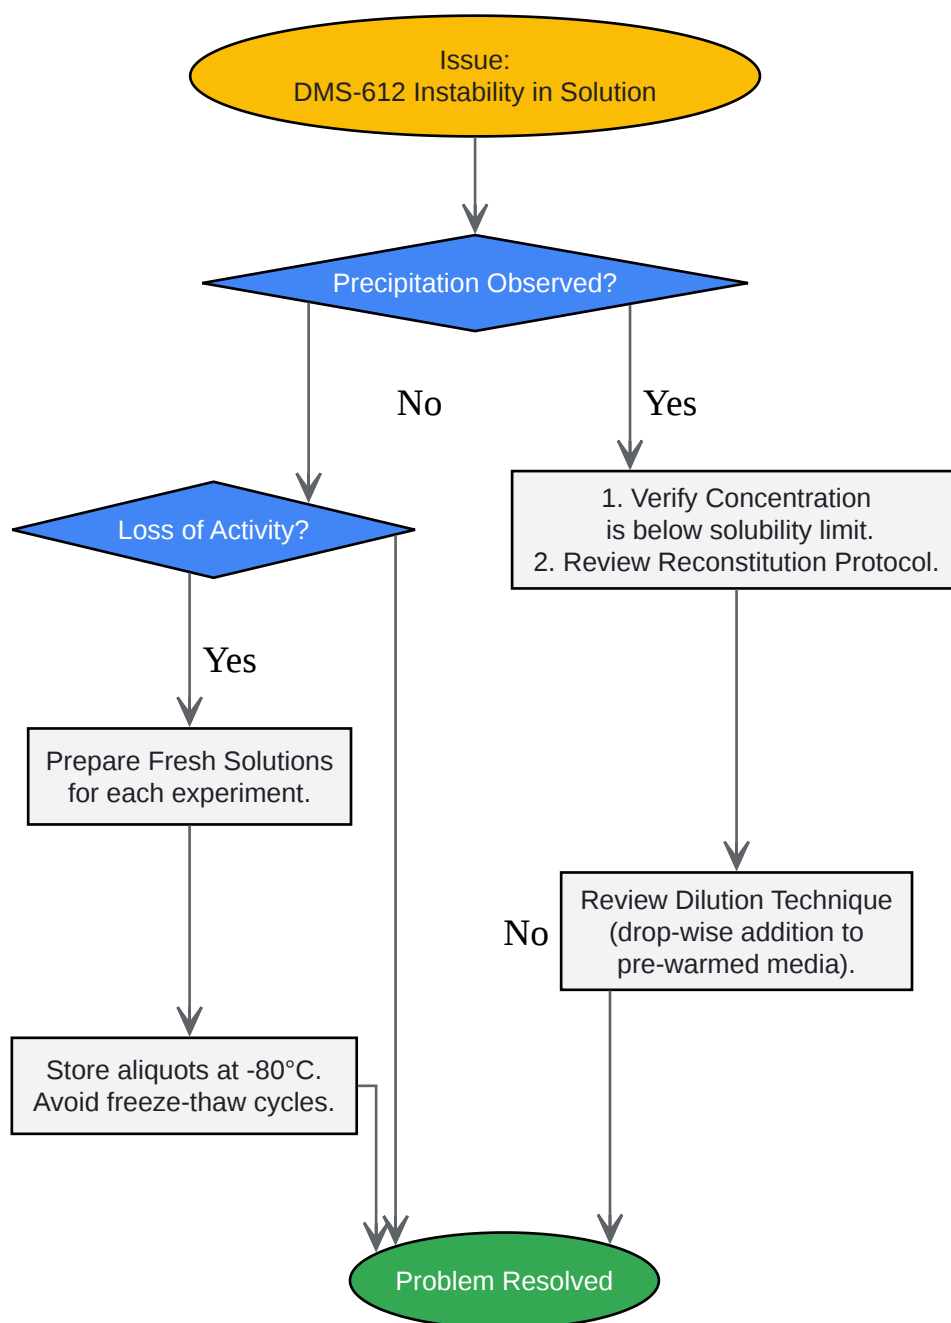 Issue:
DMS-612 Instability in Solution
Precipitation Observed?
No
Yes
Loss of Activity?
1. Verify Concentration
is below solubility limit.
2. Review Reconstitution Protocol.
Yes
Prepare Fresh Solutions
for each experiment.
Review Dilution Technique
(drop-wise addition to
pre-warmed media).
No
Store aliquots at -80°C.
Avoid freeze-thaw cycles.
Problem Resolved